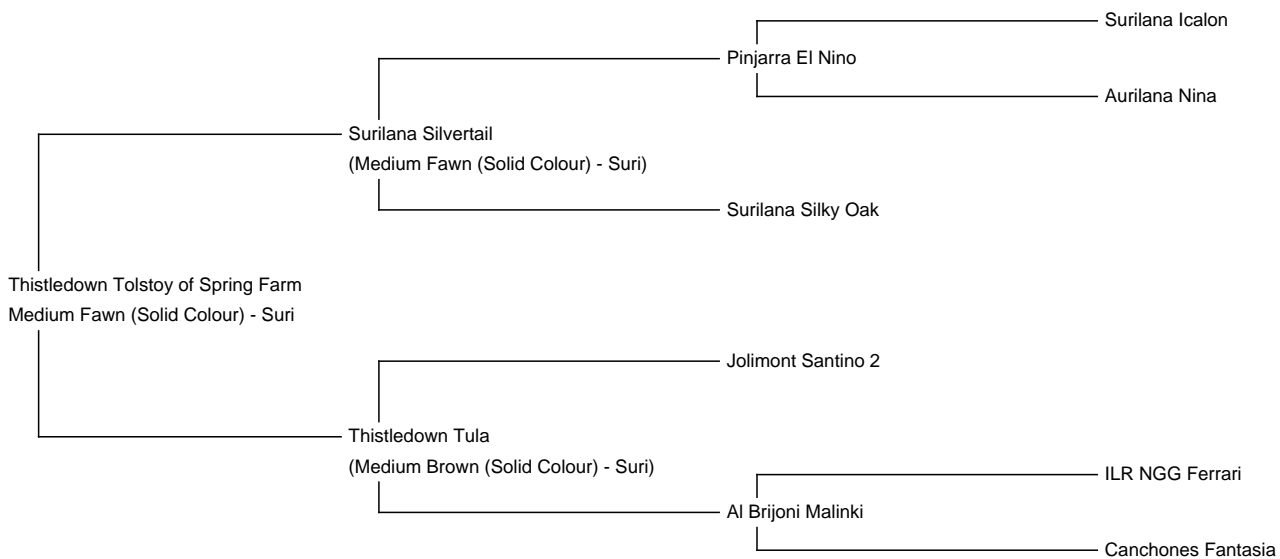 Surilana Icalon
Pinjarra El Nino
Aurilana Nina
Surilana Silvertail
(Medium Fawn (Solid Colour) - Suri)
Surilana Silky Oak
Thistledown Tolstoy of Spring Farm
Medium Fawn (Solid Colour) - Suri
Jolimont Santino 2
Thistledown Tula
(Medium Brown (Solid Colour) - Suri)
ILR NGG Ferrari
Al Brijoni Malinki
Canchones Fantasia